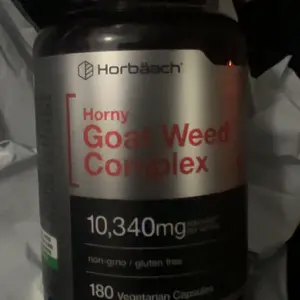 Horbäach
Horny
Goat Weed
Complex
10,340mg
non-gmo | gluten free
180 Vegetarian Capsules